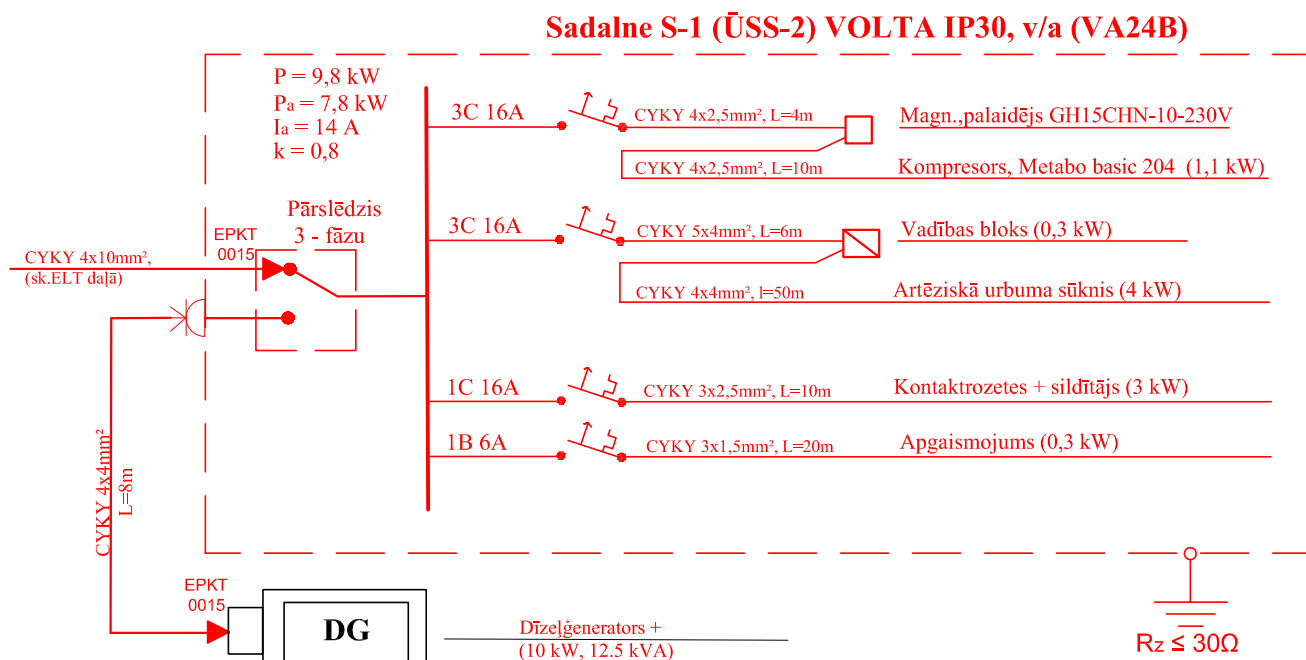 Sadalne S-1 (ŪSS-2) VOLTA IP30, v/a (VA24B)
P = 9,8 kW
Pa = 7,8 kW
Ia = 14 A
k = 0,8
3C 16A
CYKY 4x2,5mm², L=4m
Magn.,palaidējs GH15CHN-10-230V
CYKY 4x2,5mm², L=10m
Kompresors, Metabo basic 204 (1,1 kW)
Pārslēdzis
3 - fāzu
EPKT
0015
3C 16A
CYKY 5x4mm², L=6m
Vadības bloks (0,3 kW)
CYKY 4x10mm²,
(sk.ELT daļā)
CYKY 4x4mm², l=50m
Artēziskā urbuma sūknis (4 kW)
1C 16A
CYKY 3x2,5mm², L=10m
Kontaktrozetes + sildītājs (3 kW)
1B 6A
CYKY 3x1,5mm², L=20m
Apgaismojums (0,3 kW)
CYKY 4x4mm²
L=8m
EPKT
0015
DG
Dīzeļģenerators +
(10 kW, 12.5 kVA)
Rz ≤ 30Ω